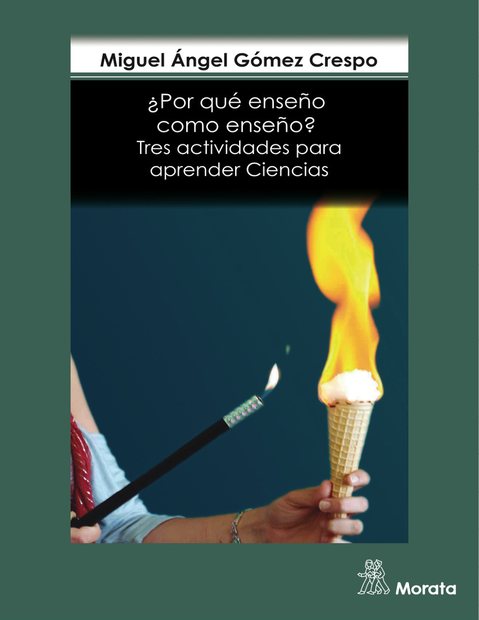 Miguel Ángel Gómez Crespo
¿Por qué enseño
como enseño?
Tres actividades para
aprender Ciencias
Morata